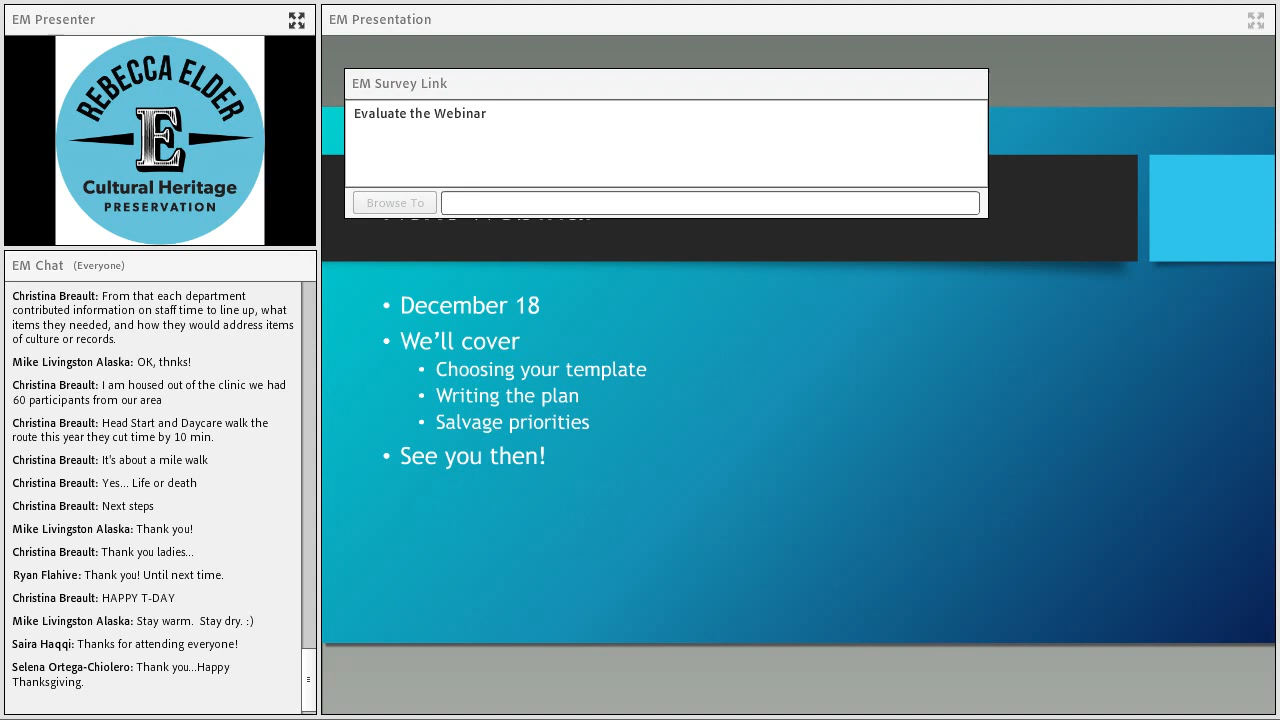 EM Presenter
REBECCA ELDER
E
Cultural Heritage
PRESERVATION
EM Chat (Everyone)
Christina Breault: From that each department
contributed information on staff time to line up, what
items they needed, and how they would address items
of culture or records.
Mike Livingston Alaska: OK, thnks!
Christina Breault: I am housed out of the clinic we had
60 participants from our area
Christina Breault: Head Start and Daycare walk the
route this year they cut time by 10 min.
Christina Breault: It's about a mile walk
Christina Breault: Yes... Life or death
Christina Breault: Next steps
Mike Livingston Alaska: Thank you!
Christina Breault: Thank you ladies...
Ryan Flahive: Thank you! Until next time.
Christina Breault: HAPPY T-DAY
Mike Livingston Alaska: Stay warm.  Stay dry. :)
Saira Haqqi: Thanks for attending everyone!
Selena Ortega-Chiolero: Thank you...Happy
Thanksgiving.
EM Presentation
EM Survey Link
Evaluate the Webinar
Browse To
• December 18
• We’ll cover
• Choosing your template
• Writing the plan
• Salvage priorities
• See you then!